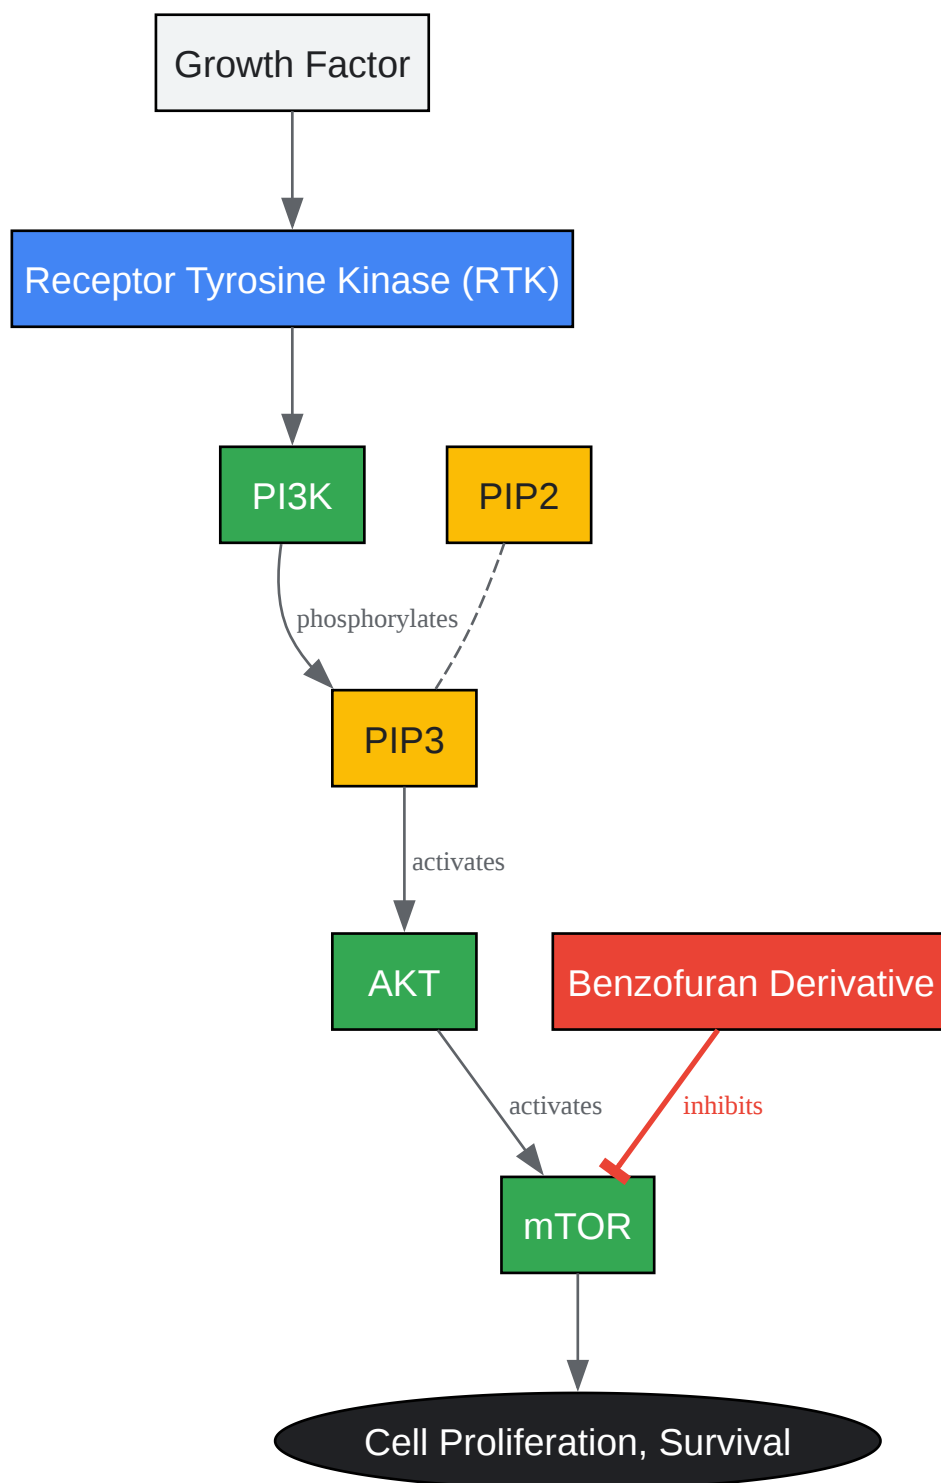 Growth Factor
Receptor Tyrosine Kinase (RTK)
PI3K
PIP2
phosphorylates
PIP3
activates
AKT
Benzofuran Derivative
activates
inhibits
mTOR
Cell Proliferation, Survival